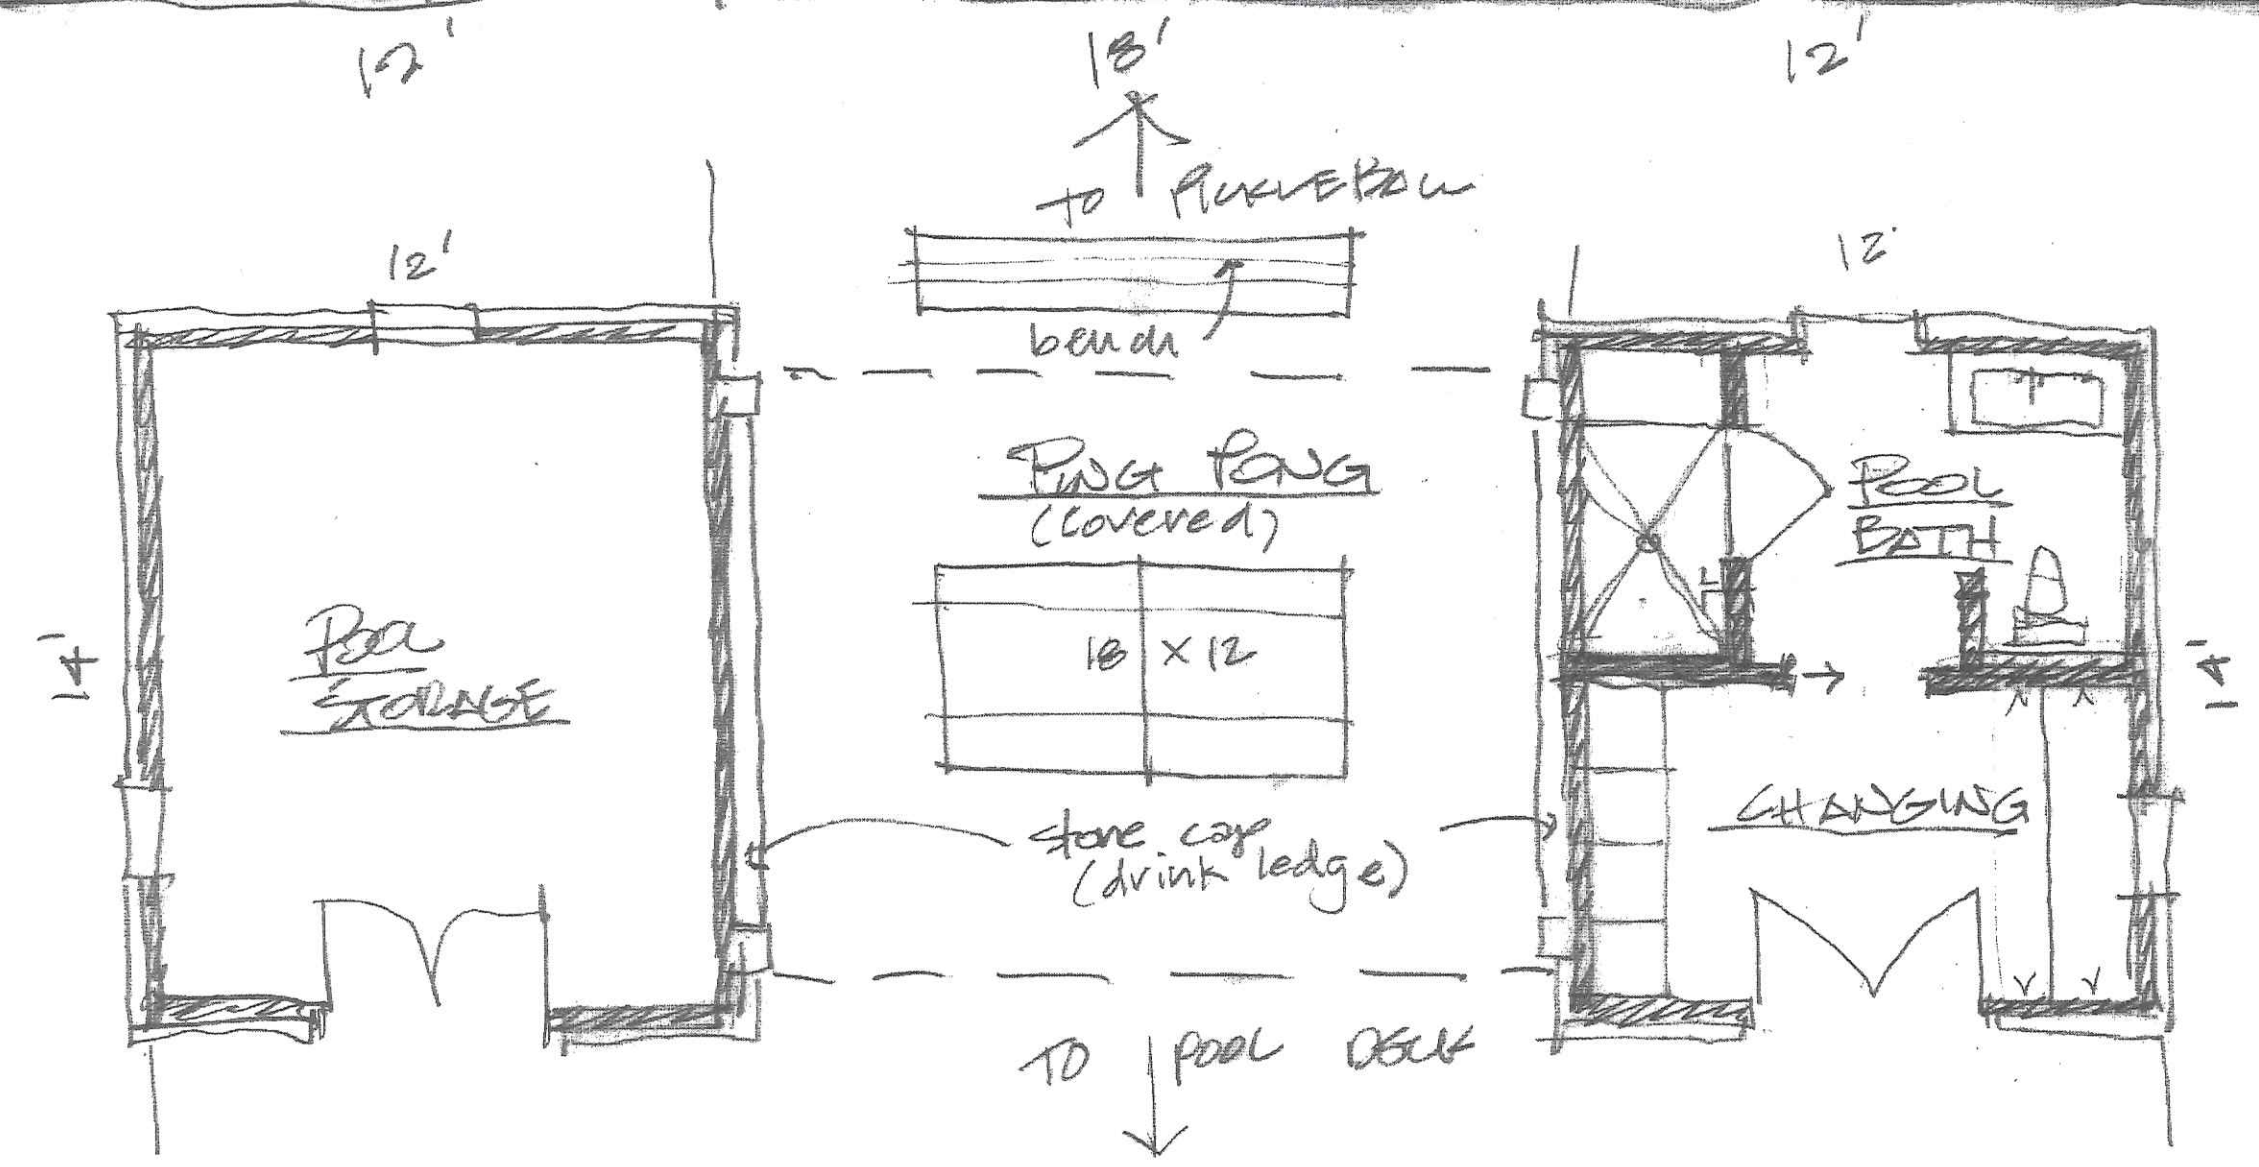 12'
18'
12'
TO PICKLEBALL
12'
12'
bench
PING PONG
(covered)
POOL
BATH
14'
POOL
STORAGE
18 X 12
14'
CHANGING
stone cap
(drink ledge)
TO POOL DECK